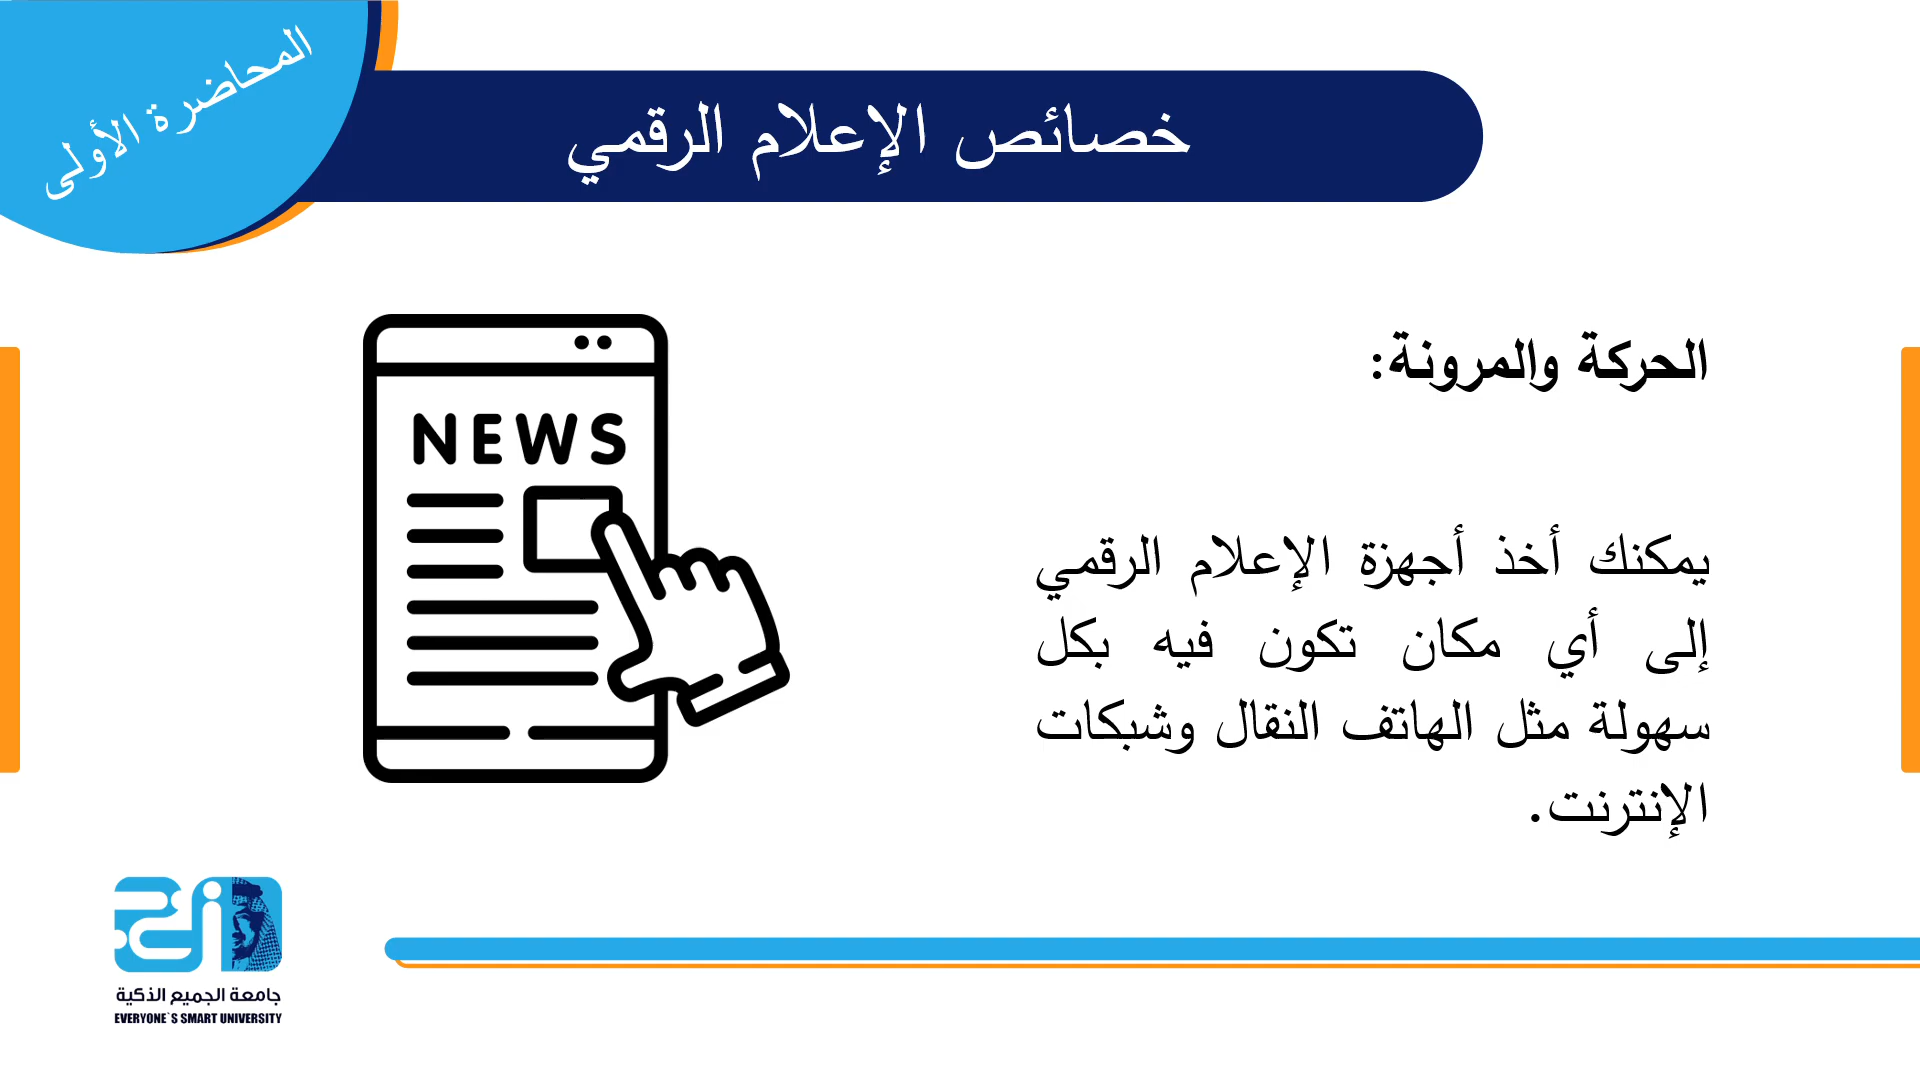 المحاضرة الأولى
خصائص الإعلام الرقمي
الحركة والمرونة:
يمكنك أخذ أجهزة الإعلام الرقمي
إلى أي مكان تكون فيه بكل
سهولة مثل الهاتف النقال وشبكات
الإنترنت.
NEWS
جامعة الجميع الذكية
EVERYONE`S SMART UNIVERSITY